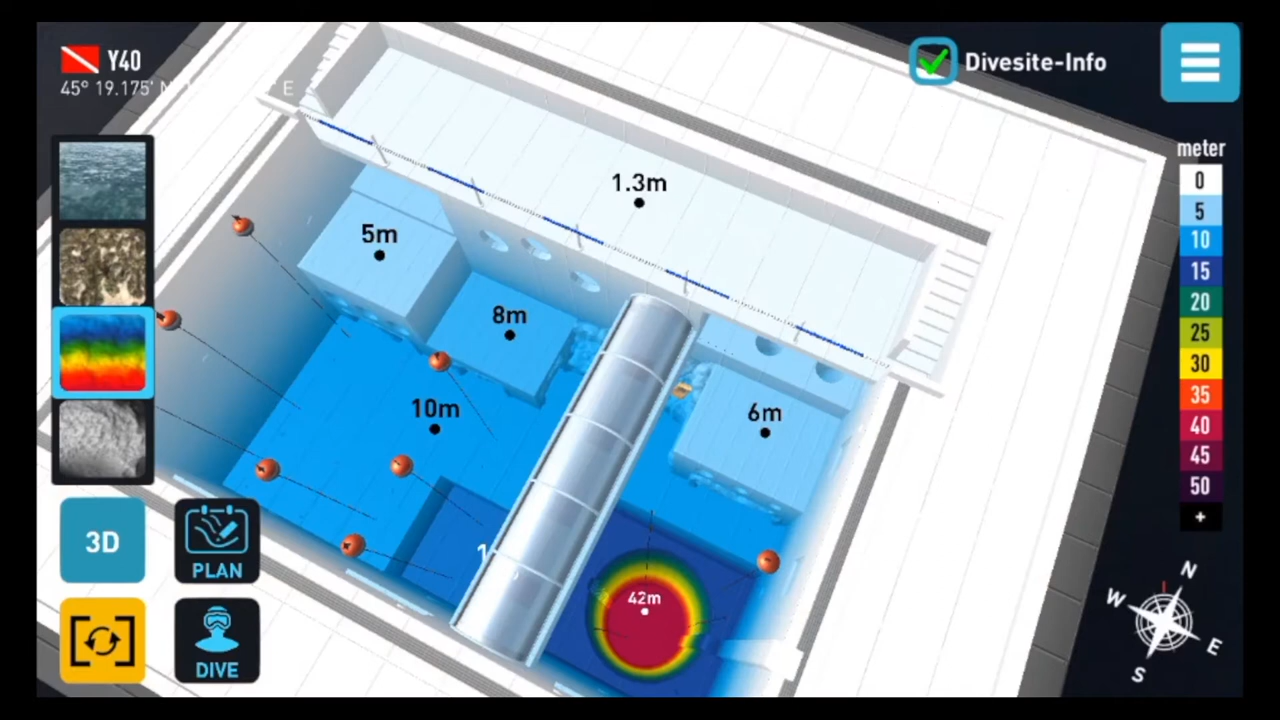 Y40
45° 19.175' N
E
Divesite-Info
meter
0
5
10
15
20
25
30
35
40
45
50
+
1.3m
5m
8m
10m
6m
1
42m
3D
PLAN
DIVE
N
W
E
S